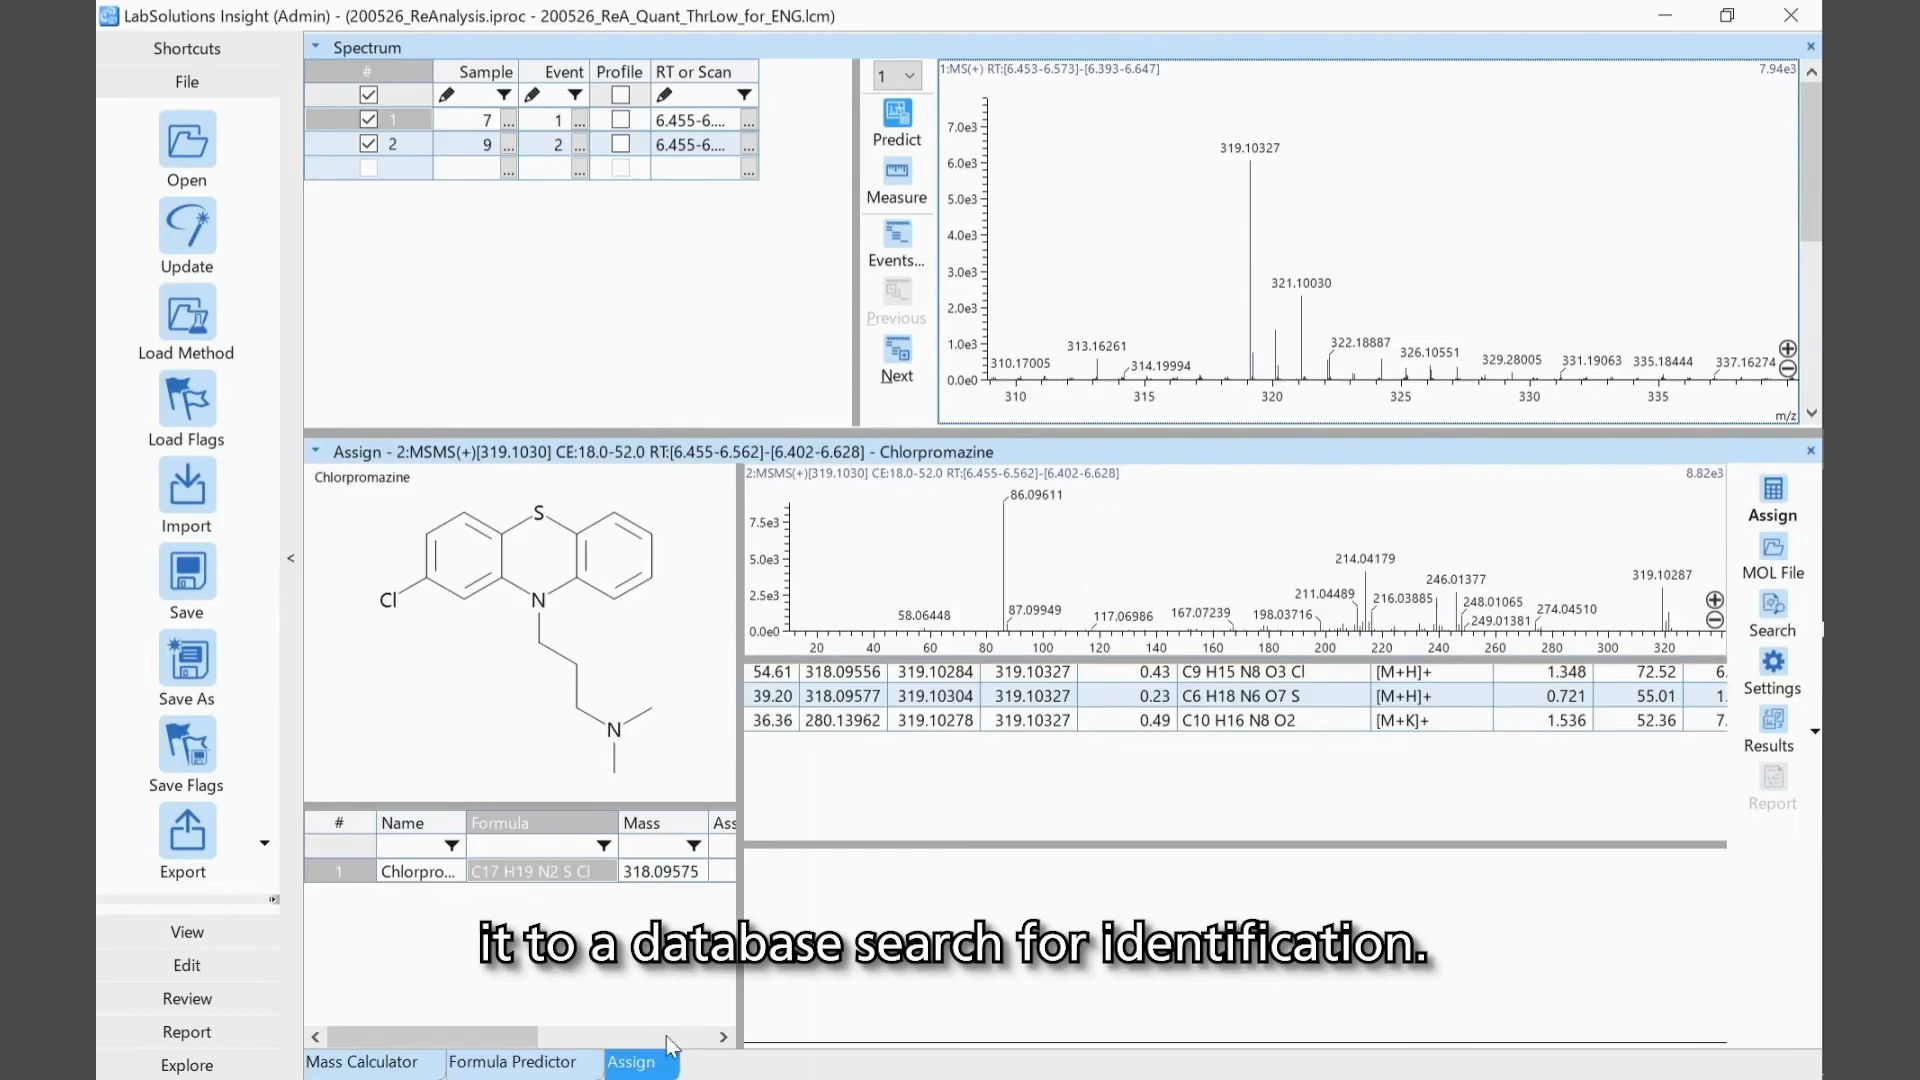 LabSolutions Insight (Admin) - (200526_ReAnalysis.iproc - 200526_ReA_Quant_ThrLow_for_ENG.lcm)
Shortcuts
File
Open
Update
Load Method
Load Flags
Import
Save
Save As
Save Flags
Export
View
Edit
Review
Report
Explore
<
Spectrum
# Sample Event Profile RT or Scan
1 7 ... 1 ... 6.455-6.... ...
2 9 ... 2 ... 6.455-6.... ...
... ... ...
1
Predict
Measure
Events...
Previous
Next
1:MS(+) RT:[6.453-6.573]-[6.393-6.647] 7.94e3
7.0e3
6.0e3
5.0e3
4.0e3
3.0e3
2.0e3
1.0e3
0.0e0
319.10327
321.10030
322.18887
313.16261
326.10551
310.17005
314.19994
329.28005
331.19063
335.18444
337.16274
310 315 320 325 330 335
m/z
Assign - 2:MSMS(+)[319.1030] CE:18.0-52.0 RT:[6.455-6.562]-[6.402-6.628] - Chlorpromazine
Chlorpromazine
S
Cl
N
N
2:MSMS(+)[319.1030] CE:18.0-52.0 RT:[6.455-6.562]-[6.402-6.628] 8.82e3
7.5e3
5.0e3
2.5e3
0.0e0
86.09611
214.04179
319.10287
246.01377
211.04489
216.03885
248.01065
274.04510
87.09949
58.06448
117.06986
167.07239
198.03716
249.01381
20 40 60 80 100 120 140 160 180 200 220 240 260 280 300 320
54.61 318.09556 319.10284 319.10327 0.43 C9 H15 N8 O3 Cl [M+H]+ 1.348 72.52 6.
39.20 318.09577 319.10304 319.10327 0.23 C6 H18 N6 O7 S [M+H]+ 0.721 55.01 1.
36.36 280.13962 319.10278 319.10327 0.49 C10 H16 N8 O2 [M+K]+ 1.536 52.36 7.
Assign
MOL File
Search
Settings
Results
Report
# Name Formula Mass Ass
1 Chlorpro... C17 H19 N2 S Cl 318.09575
it to a database search for identification.
Mass Calculator Formula Predictor Assign